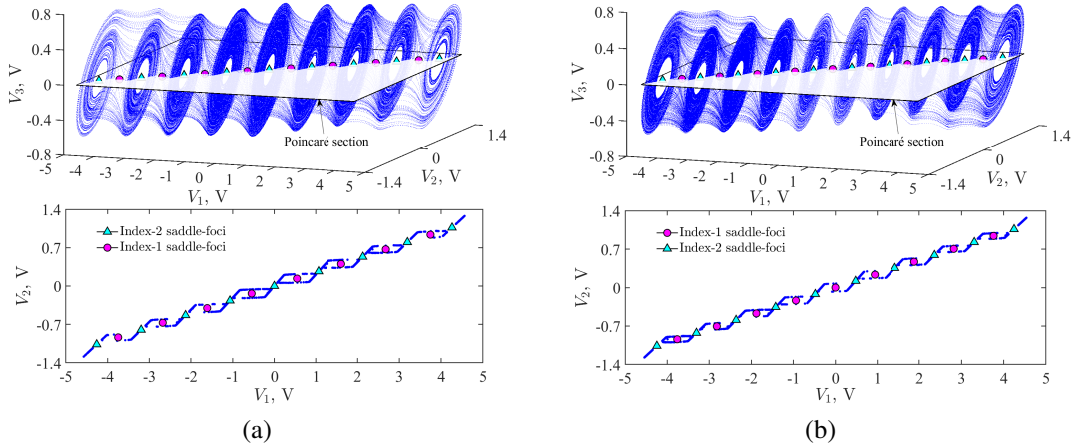 0.8
0.4
0
-0.4
-0.8
V3, V
Poincaré section
1.4
0
-1.4
V2, V
-5 -4 -3 -2 -1 0 1 2 3 4 5
V1, V
1.4
0.7
0
-0.7
-1.4
V2, V
Index-2 saddle-foci
Index-1 saddle-foci
-5 -4 -3 -2 -1 0 1 2 3 4 5
V1, V
(a)
0.8
0.4
0
-0.4
-0.8
V3, V
Poincaré section
1.4
0
-1.4
V2, V
-5 -4 -3 -2 -1 0 1 2 3 4 5
V1, V
1.4
0.7
0
-0.7
-1.4
V2, V
Index-1 saddle-foci
Index-2 saddle-foci
-5 -4 -3 -2 -1 0 1 2 3 4 5
V1, V
(b)